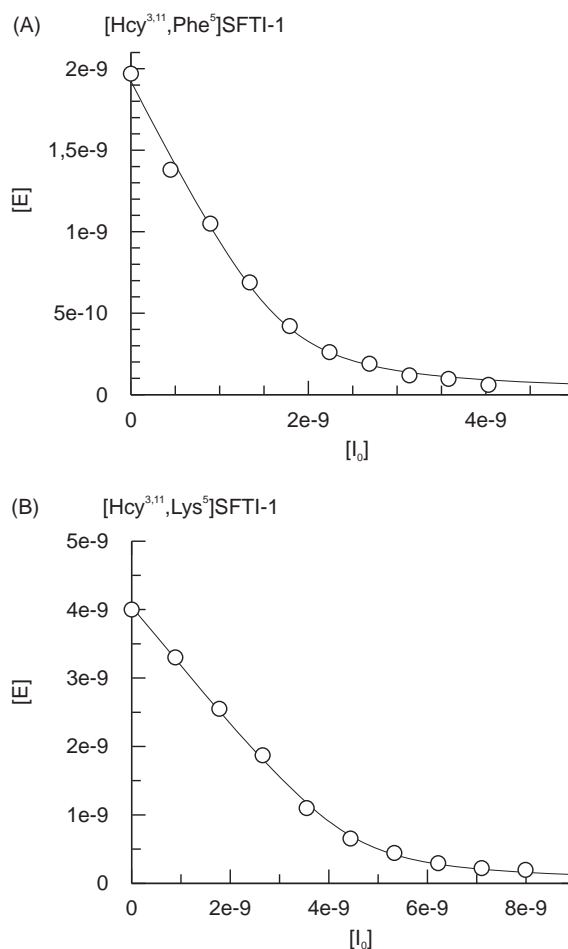 (A) [Hcy³,¹¹,Phe⁵]SFTI-1
2e-9
1,5e-9
[E]
1e-9
5e-10
0
0 2e-9 4e-9
[I₀]
(B) [Hcy³,¹¹,Lys⁵]SFTI-1
5e-9
4e-9
3e-9
[E]
2e-9
1e-9
0
0 2e-9 4e-9 6e-9 8e-9
[I₀]